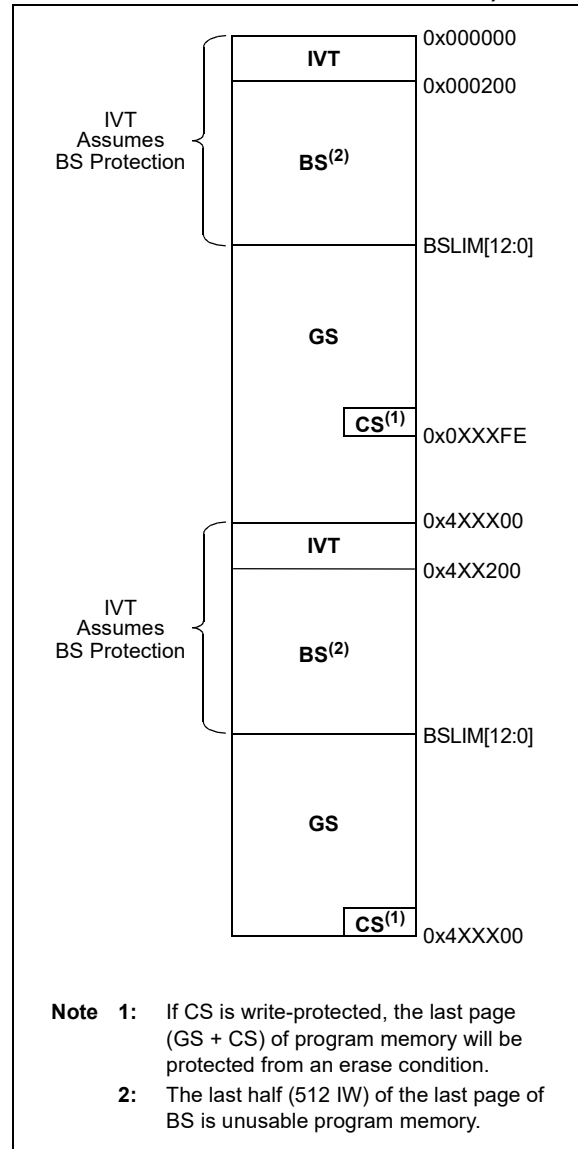 0x000000
IVT
0x000200
IVT
Assumes
BS Protection
BS(2)
BSLIM[12:0]
GS
CS(1)
0x0XXXFE
0x4XXX00
IVT
0x4XX200
IVT
Assumes
BS Protection
BS(2)
BSLIM[12:0]
GS
CS(1)
0x4XXX00
Note 1: If CS is write-protected, the last page
(GS + CS) of program memory will be
protected from an erase condition.
2: The last half (512 IW) of the last page of
BS is unusable program memory.